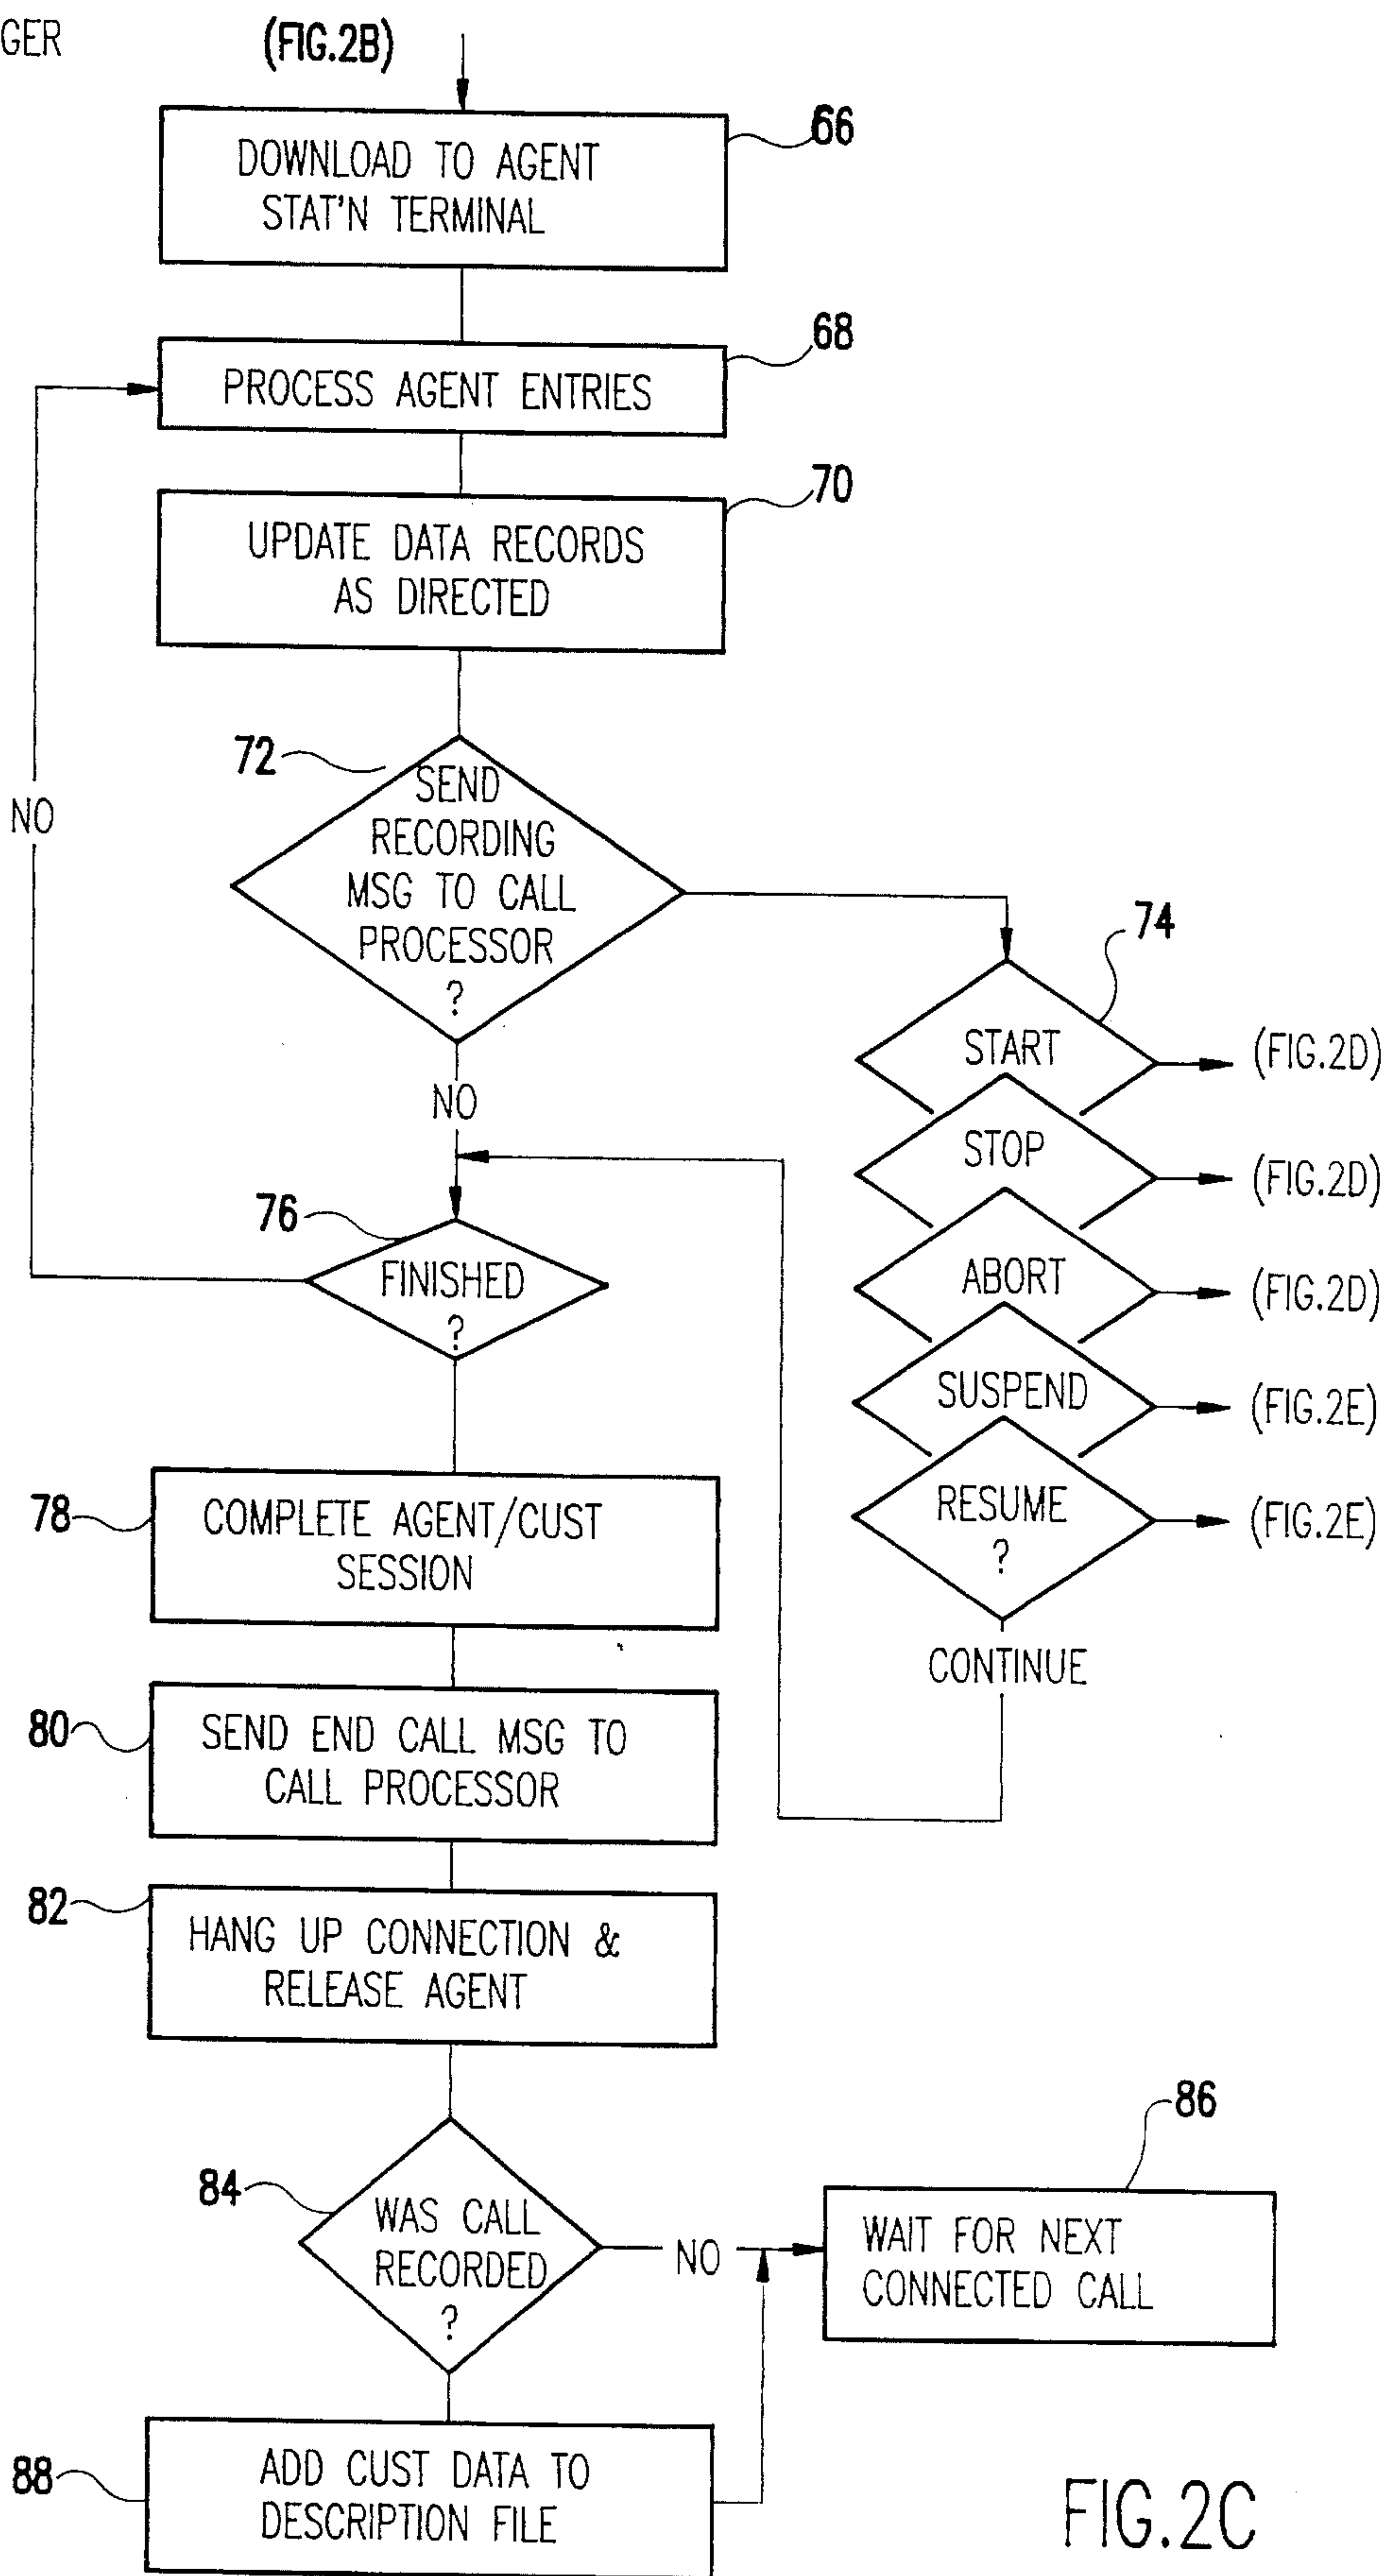 GER
(FIG.2B)
66
DOWNLOAD TO AGENT
STAT'N TERMINAL
68
PROCESS AGENT ENTRIES
70
UPDATE DATA RECORDS
AS DIRECTED
72
SEND
RECORDING
MSG TO CALL
PROCESSOR
?
NO
NO
74
START
(FIG.2D)
STOP
(FIG.2D)
ABORT
(FIG.2D)
SUSPEND
(FIG.2E)
RESUME
?
(FIG.2E)
CONTINUE
76
FINISHED
?
78
COMPLETE AGENT/CUST
SESSION
80
SEND END CALL MSG TO
CALL PROCESSOR
82
HANG UP CONNECTION &
RELEASE AGENT
84
WAS CALL
RECORDED
?
NO
86
WAIT FOR NEXT
CONNECTED CALL
88
ADD CUST DATA TO
DESCRIPTION FILE
FIG.2C